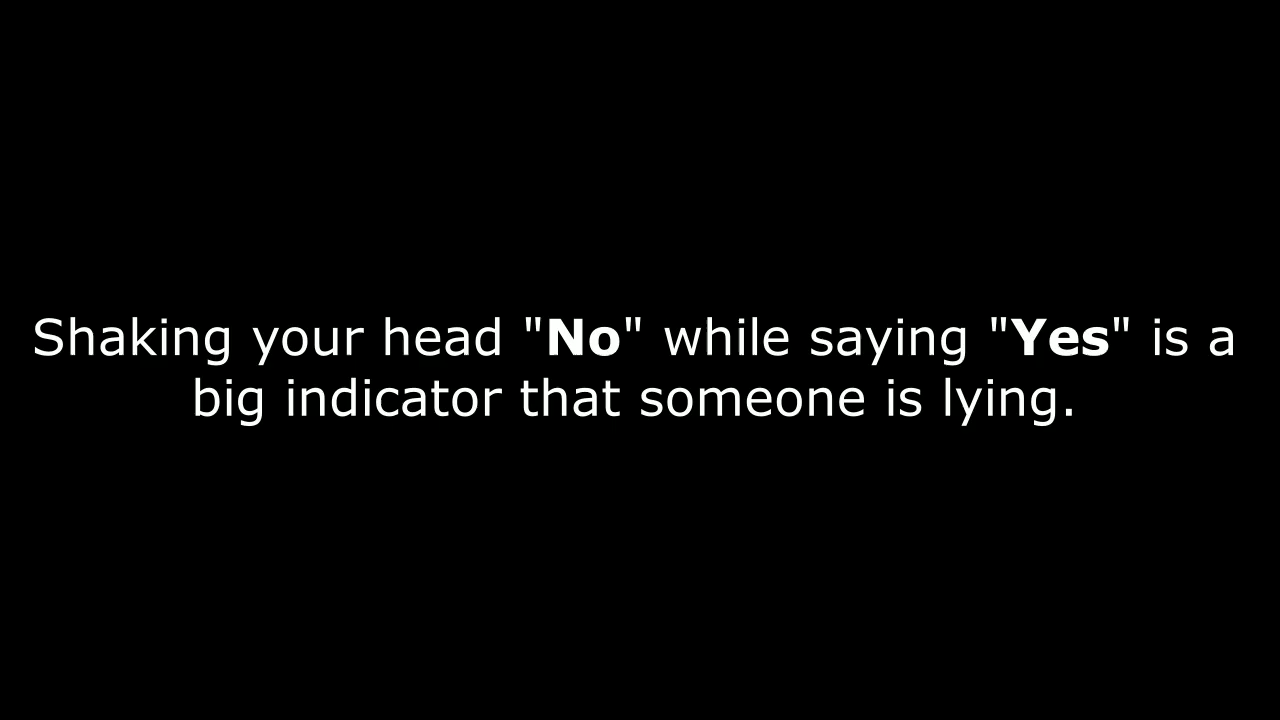 Shaking your head "No" while saying "Yes" is a
big indicator that someone is lying.